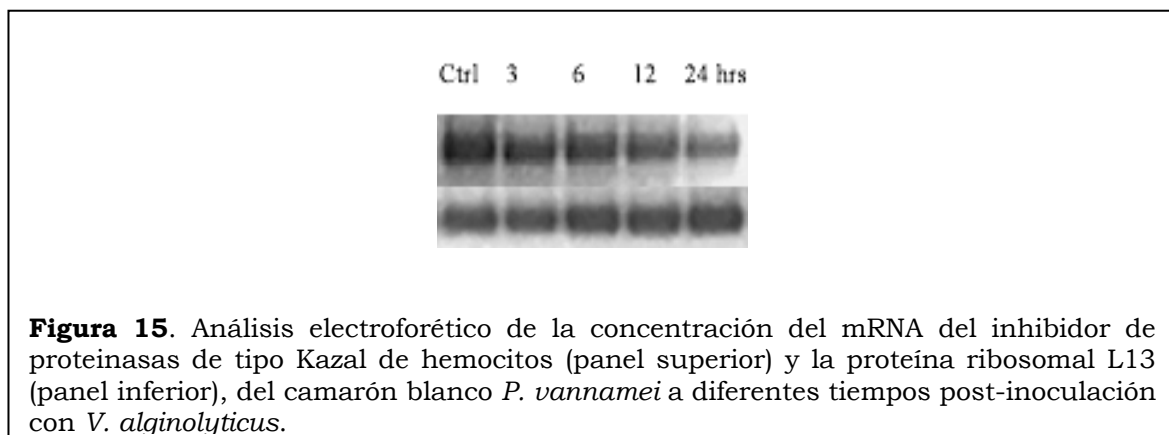 Ctrl 3 6 12 24 hrs
Figura 15. Análisis electroforético de la concentración del mRNA del inhibidor de
proteinasas de tipo Kazal de hemocitos (panel superior) y la proteína ribosomal L13
(panel inferior), del camarón blanco P. vannamei a diferentes tiempos post-inoculación
con V. alginolyticus.